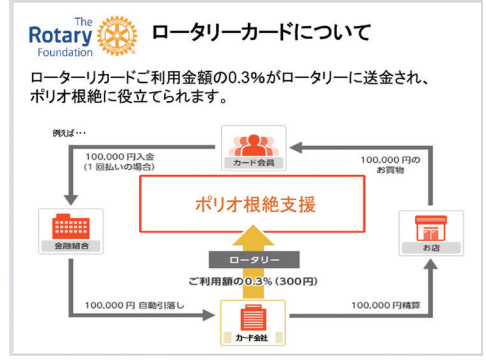 The
Rotary
Foundation
ロータリーカードについて
ローターリカードご利用金額の0.3%がロータリーに送金され、
ポリオ根絶に役立てられます。
例えば・・・
100,000 円入金
(1 回払いの場合)
カード会員
100,000 円の
お買物
ポリオ根絶支援
金融組合
お店
ロータリー
ご利用額の0.3% (300円)
100,000 円 自動引落し
100,000 円精算
カード会社